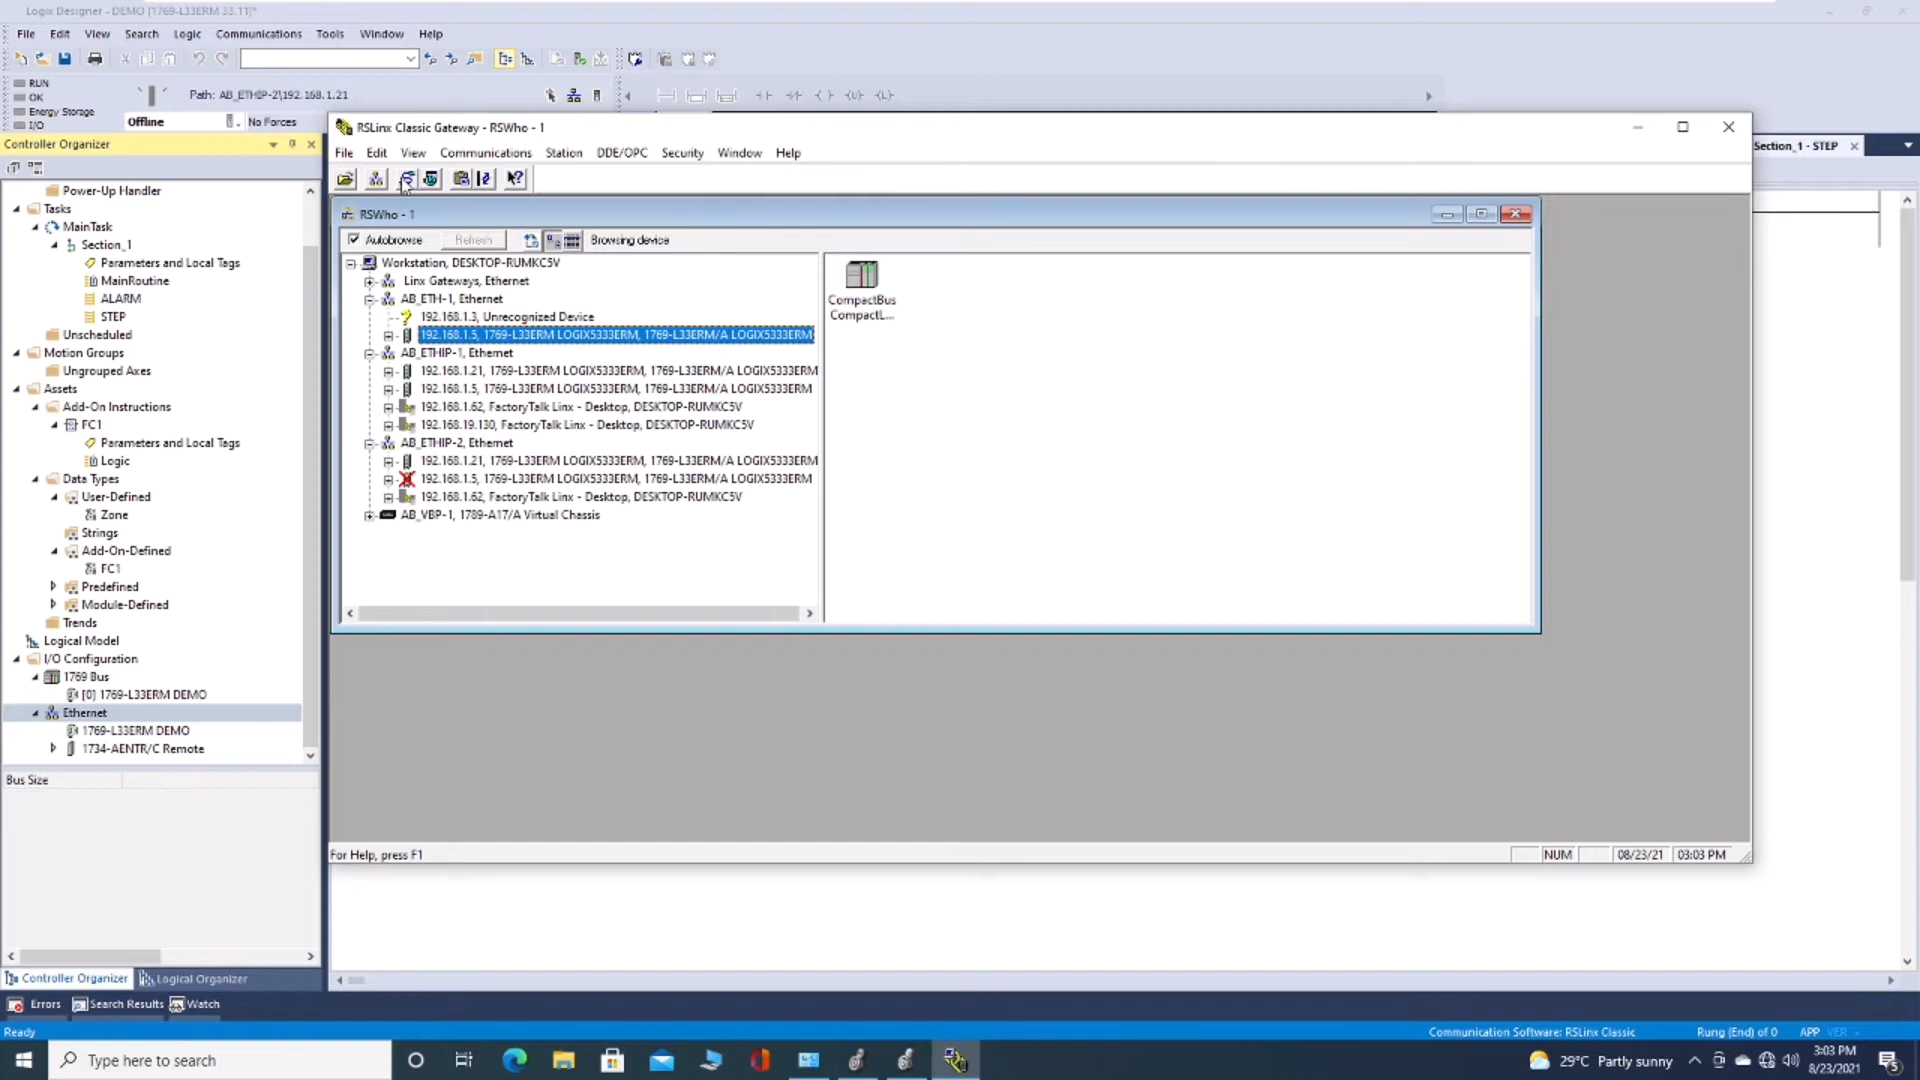 Logix Designer - DEMO [1769-L33ERM 33.11]*
File Edit View Search Logic Communications Tools Window Help
RUN
OK
Energy Storage
I/O
Path: AB_ETHIP-2\192.168.1.21
Offline
No Forces
Controller Organizer
Power-Up Handler
Tasks
MainTask
Section_1
Parameters and Local Tags
MainRoutine
ALARM
STEP
Unscheduled
Motion Groups
Ungrouped Axes
Assets
Add-On Instructions
FC1
Parameters and Local Tags
Logic
Data Types
User-Defined
Zone
Strings
Add-On-Defined
FC1
Predefined
Module-Defined
Trends
Logical Model
I/O Configuration
1769 Bus
[0] 1769-L33ERM DEMO
Ethernet
1769-L33ERM DEMO
1734-AENTR/C Remote
Bus Size
Controller Organizer
Logical Organizer
RSLinx Classic Gateway - RSWho - 1
File Edit View Communications Station DDE/OPC Security Window Help
RSWho - 1
Autobrowse Refresh Browsing device
Workstation, DESKTOP-RUMKC5V
Linx Gateways, Ethernet
AB_ETH-1, Ethernet
192.168.1.3, Unrecognized Device
192.168.1.5, 1769-L33ERM LOGIX5333ERM, 1769-L33ERM/A LOGIX5333ERM
AB_ETHIP-1, Ethernet
192.168.1.21, 1769-L33ERM LOGIX5333ERM, 1769-L33ERM/A LOGIX5333ERM
192.168.1.5, 1769-L33ERM LOGIX5333ERM, 1769-L33ERM/A LOGIX5333ERM
192.168.1.62, FactoryTalk Linx - Desktop, DESKTOP-RUMKC5V
192.168.19.130, FactoryTalk Linx - Desktop, DESKTOP-RUMKC5V
AB_ETHIP-2, Ethernet
192.168.1.21, 1769-L33ERM LOGIX5333ERM, 1769-L33ERM/A LOGIX5333ERM
192.168.1.5, 1769-L33ERM LOGIX5333ERM, 1769-L33ERM/A LOGIX5333ERM
192.168.1.62, FactoryTalk Linx - Desktop, DESKTOP-RUMKC5V
AB_VBP-1, 1789-A17/A Virtual Chassis
CompactBus
CompactL...
For Help, press F1
NUM 08/23/21 03:03 PM
Section_1 - STEP
Errors Search Results Watch
Ready
Communication Software: RSLinx Classic Rung (End) of 0 APP VER
Type here to search
29°C Partly sunny
3:03 PM
8/23/2021
5